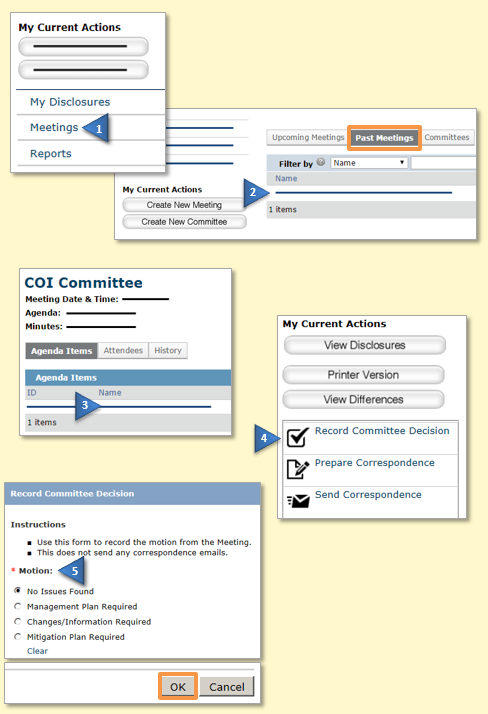 My Current Actions
My Disclosures
Meetings
1
Reports
Upcoming Meetings Past Meetings Committees
Filter by ? Name
Name
2
1 items
My Current Actions
Create New Meeting
Create New Committee
COI Committee
Meeting Date & Time:
Agenda:
Minutes:
Agenda Items Attendees History
Agenda Items
ID Name
3
1 items
My Current Actions
View Disclosures
Printer Version
View Differences
4
Record Committee Decision
Prepare Correspondence
Send Correspondence
Record Committee Decision
Instructions
Use this form to record the motion from the Meeting.
This does not send any correspondence emails.
* Motion: 5
No Issues Found
Management Plan Required
Changes/Information Required
Mitigation Plan Required
Clear
OK Cancel